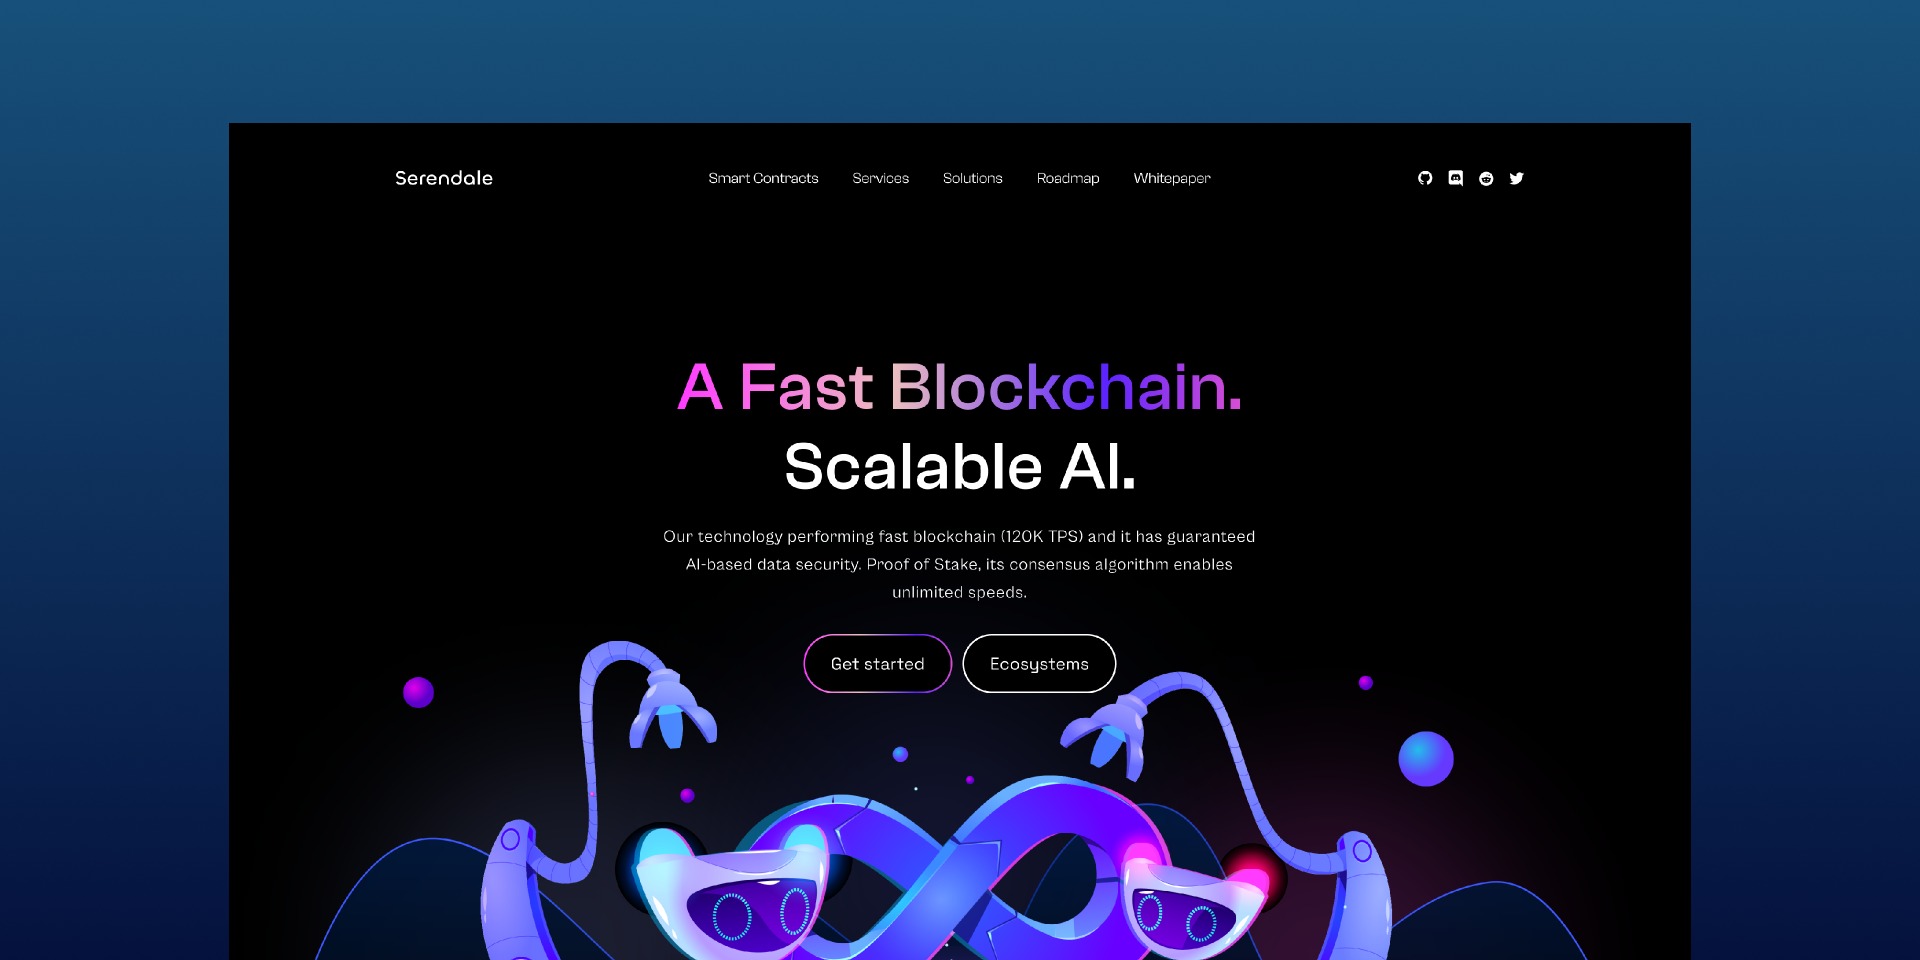 Serendale
Smart Contracts Services Solutions Roadmap Whitepaper
A Fast Blockchain.
Scalable AI.
Our technology performing fast blockchain (120K TPS) and it has guaranteed
AI-based data security. Proof of Stake, its consensus algorithm enables
unlimited speeds.
Get started Ecosystems